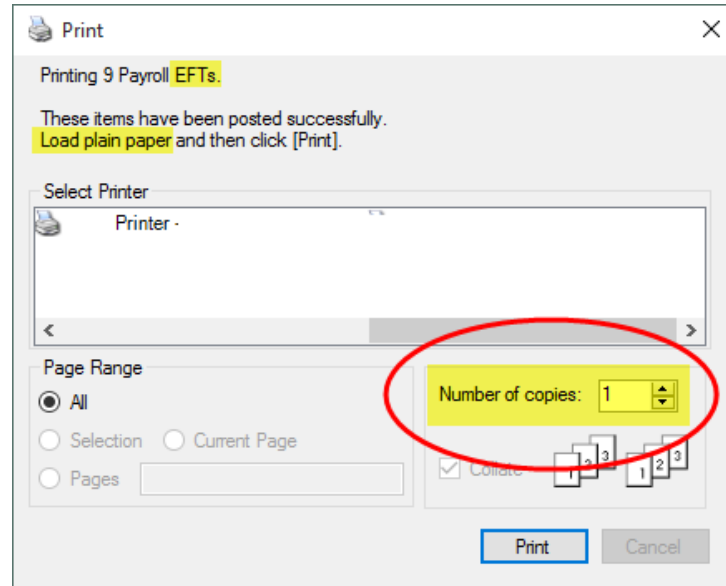 Print
Printing 9 Payroll EFTs.
These items have been posted successfully.
Load plain paper and then click [Print].
Select Printer
Printer -
Page Range
All
Selection
Current Page
Pages
Number of copies: 1
Collate
1 2 3 1 2 3
Print
Cancel